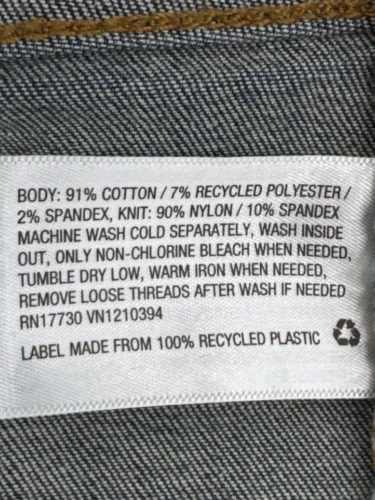 BODY: 91% COTTON / 7% RECYCLED POLYESTER /
2% SPANDEX, KNIT: 90% NYLON / 10% SPANDEX
MACHINE WASH COLD SEPARATELY, WASH INSIDE
OUT, ONLY NON-CHLORINE BLEACH WHEN NEEDED,
TUMBLE DRY LOW, WARM IRON WHEN NEEDED,
REMOVE LOOSE THREADS AFTER WASH IF NEEDED
RN17730 VN1210394
LABEL MADE FROM 100% RECYCLED PLASTIC